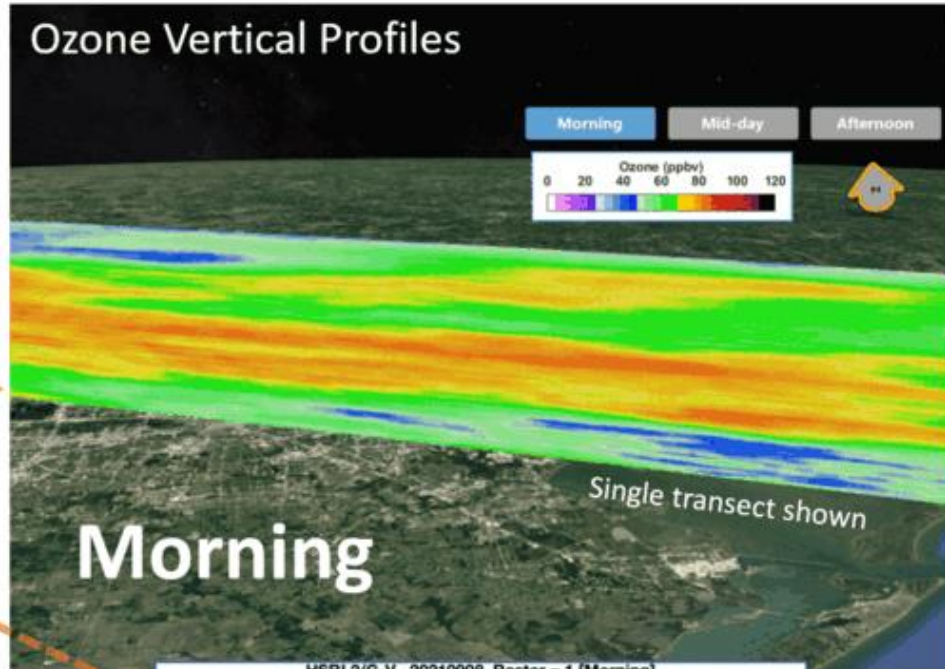 Ozone Vertical Profiles
Morning Mid-day Afternoon
Ozone (ppbv)
0 20 40 60 80 100 120
Single transect shown
Morning